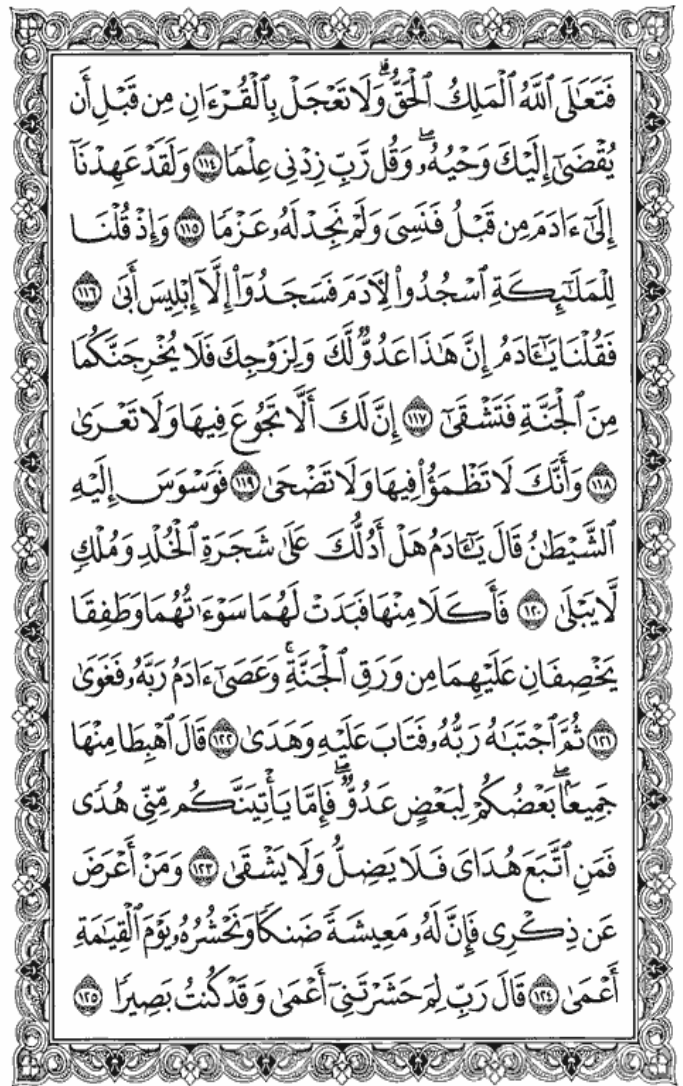 فَتَعَٰلَى ٱللَّهُ ٱلْمَلِكُ ٱلْحَقُّ ۗ وَلَا تَعْجَلْ بِٱلْقُرْءَانِ مِن قَبْلِ أَن
يُقْضَىٰٓ إِلَيْكَ وَحْيُهُۥ ۖ وَقُل رَّبِّ زِدْنِى عِلْمًا ١١٤ وَلَقَدْ عَهِدْنَآ
إِلَىٰٓ ءَادَمَ مِن قَبْلُ فَنَسِىَ وَلَمْ نَجِدْ لَهُۥ عَزْمًا ١١٥ وَإِذْ قُلْنَا
لِلْمَلَٰٓئِكَةِ ٱسْجُدُوا۟ لِءَادَمَ فَسَجَدُوٓا۟ إِلَّآ إِبْلِيسَ أَبَىٰ ١١٦
فَقُلْنَا يَٰٓـَٔادَمُ إِنَّ هَٰذَا عَدُوٌّ لَّكَ وَلِزَوْجِكَ فَلَا يُخْرِجَنَّكُمَا
مِنَ ٱلْجَنَّةِ فَتَشْقَىٰٓ ١١٧ إِنَّ لَكَ أَلَّا تَجُوعَ فِيهَا وَلَا تَعْرَىٰ
١١٨ وَأَنَّكَ لَا تَظْمَؤُا۟ فِيهَا وَلَا تَضْحَىٰ ١١٩ فَوَسْوَسَ إِلَيْهِ
ٱلشَّيْطَٰنُ قَالَ يَٰٓـَٔادَمُ هَلْ أَدُلُّكَ عَلَىٰ شَجَرَةِ ٱلْخُلْدِ وَمُلْكٍ
لَّا يَبْلَىٰ ١٢٠ فَأَكَلَا مِنْهَا فَبَدَتْ لَهُمَا سَوْءَٰتُهُمَا وَطَفِقَا
يَخْصِفَانِ عَلَيْهِمَا مِن وَرَقِ ٱلْجَنَّةِ ۚ وَعَصَىٰٓ ءَادَمُ رَبَّهُۥ فَغَوَىٰ
١٢١ ثُمَّ ٱجْتَبَٰهُ رَبُّهُۥ فَتَابَ عَلَيْهِ وَهَدَىٰ ١٢٢ قَالَ ٱهْبِطَا مِنْهَا
جَمِيعًۢا ۖ بَعْضُكُمْ لِبَعْضٍ عَدُوٌّ ۖ فَإِمَّا يَأْتِيَنَّكُم مِّنِّى هُدًى
فَمَنِ ٱتَّبَعَ هُدَاىَ فَلَا يَضِلُّ وَلَا يَشْقَىٰ ١٢٣ وَمَنْ أَعْرَضَ
عَن ذِكْرِى فَإِنَّ لَهُۥ مَعِيشَةً ضَنكًا وَنَحْشُرُهُۥ يَوْمَ ٱلْقِيَٰمَةِ
أَعْمَىٰ ١٢٤ قَالَ رَبِّ لِمَ حَشَرْتَنِىٓ أَعْمَىٰ وَقَدْ كُنتُ بَصِيرًا ١٢٥